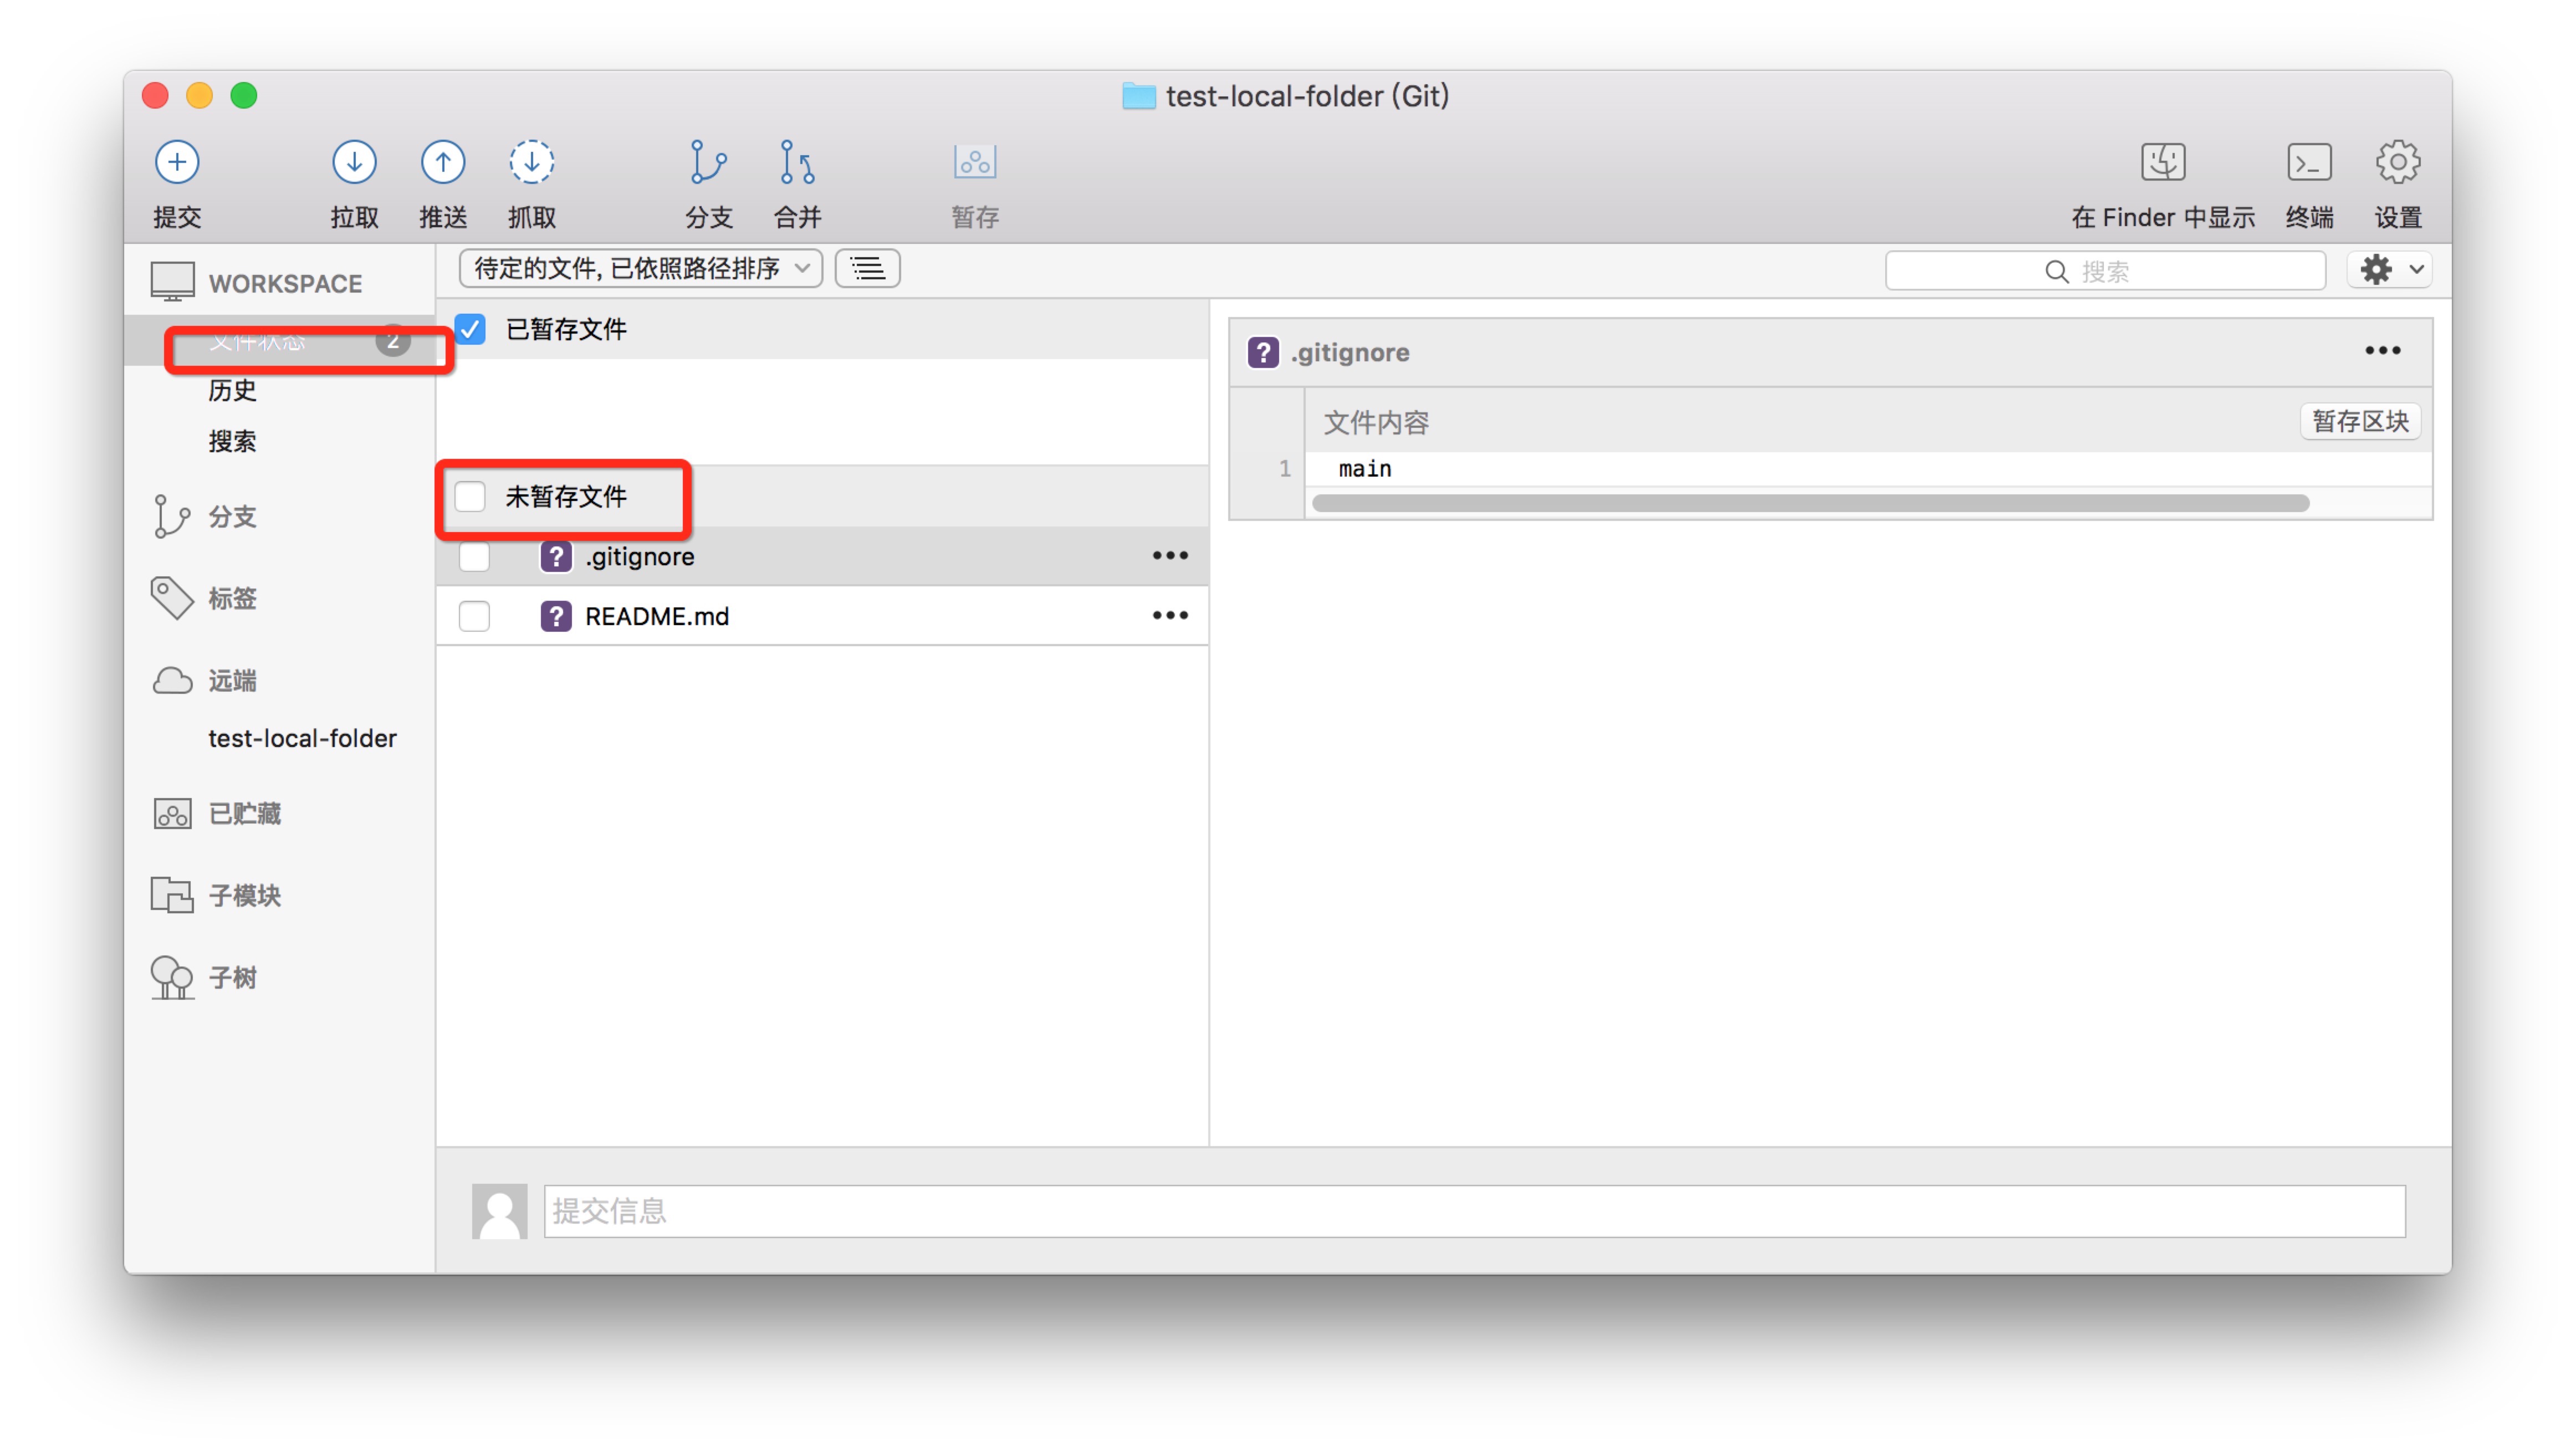 test-local-folder (Git)
提交 拉取 推送 抓取 分支 合并 暂存 在 Finder 中显示 终端 设置
WORKSPACE
文件状态 2
历史
搜索
分支
标签
远端
test-local-folder
已贮藏
子模块
子树
待定的文件, 已依照路径排序
搜索
已暂存文件
未暂存文件
? .gitignore •••
? README.md •••
? .gitignore •••
文件内容 暂存区块
1 main
提交信息